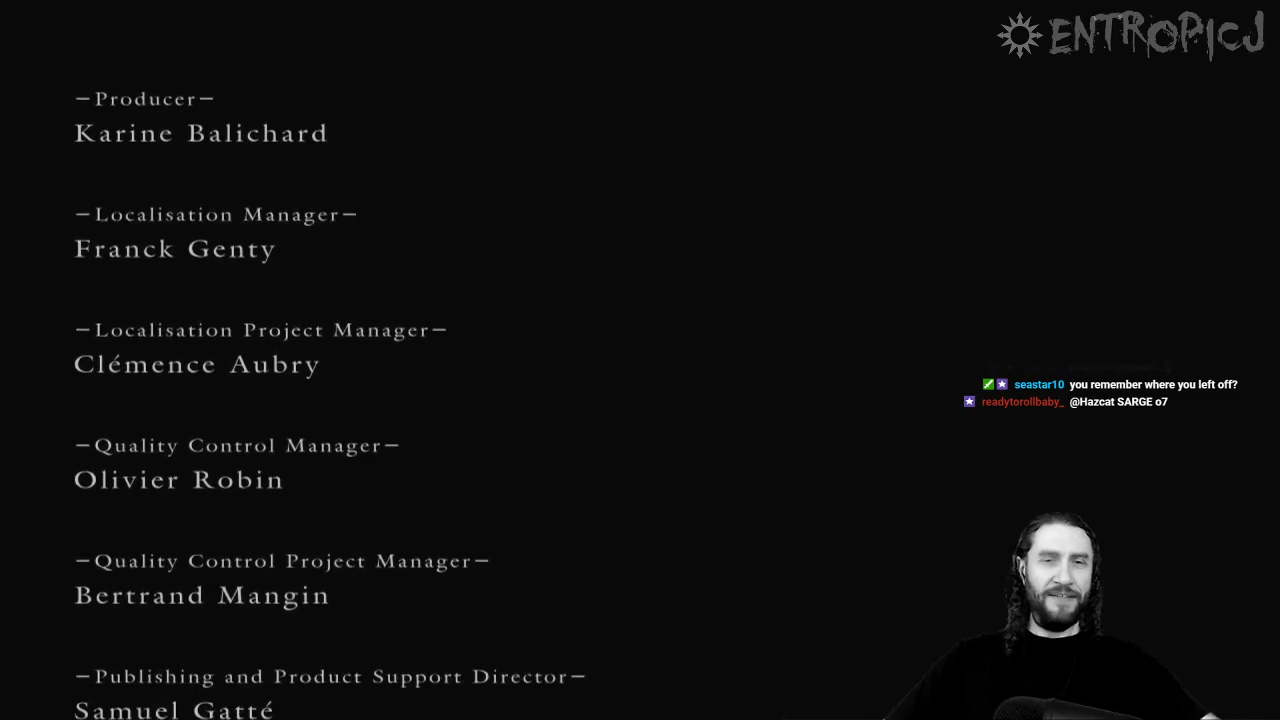 ENTROPICJ
—Producer—
Karine Balichard
—Localisation Manager—
Franck Genty
—Localisation Project Manager—
Clémence Aubry
—Quality Control Manager—
Olivier Robin
—Quality Control Project Manager—
Bertrand Mangin
—Publishing and Product Support Director—
Samuel Gatté
seastar10 you remember where you left off?
readytorollbaby_ @Hazcat SARGE o7